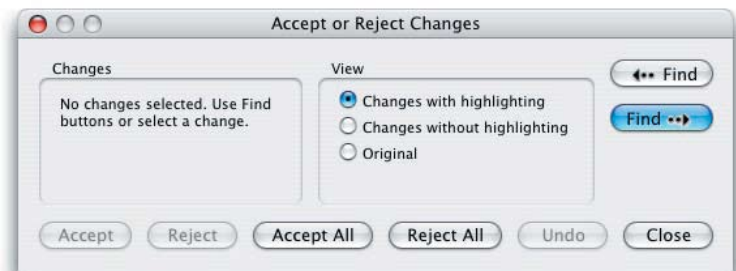 Accept or Reject Changes
Changes
No changes selected. Use Find
buttons or select a change.
View
Changes with highlighting
Changes without highlighting
Original
Find
Find
Accept
Reject
Accept All
Reject All
Undo
Close